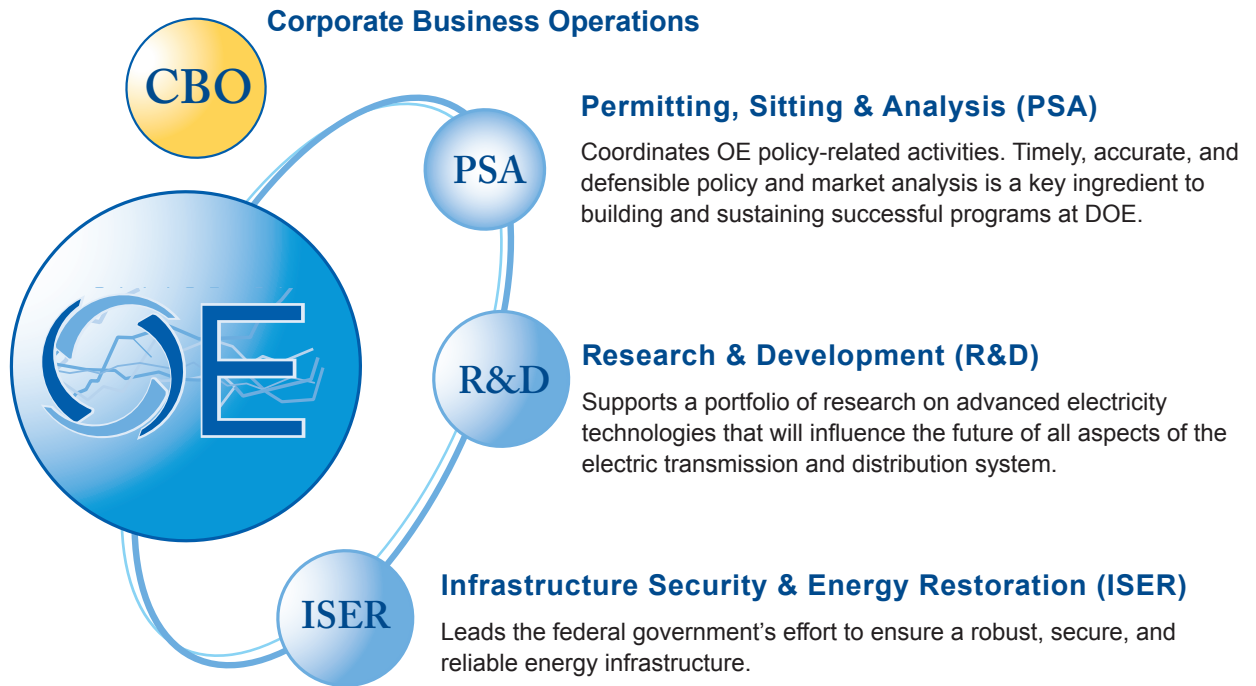 Corporate Business Operations
CBO
PSA
Permitting, Sitting & Analysis (PSA)
Coordinates OE policy-related activities. Timely, accurate, and
defensible policy and market analysis is a key ingredient to
building and sustaining successful programs at DOE.
OE
R&D
Research & Development (R&D)
Supports a portfolio of research on advanced electricity
technologies that will influence the future of all aspects of the
electric transmission and distribution system.
ISER
Infrastructure Security & Energy Restoration (ISER)
Leads the federal government’s effort to ensure a robust, secure, and
reliable energy infrastructure.